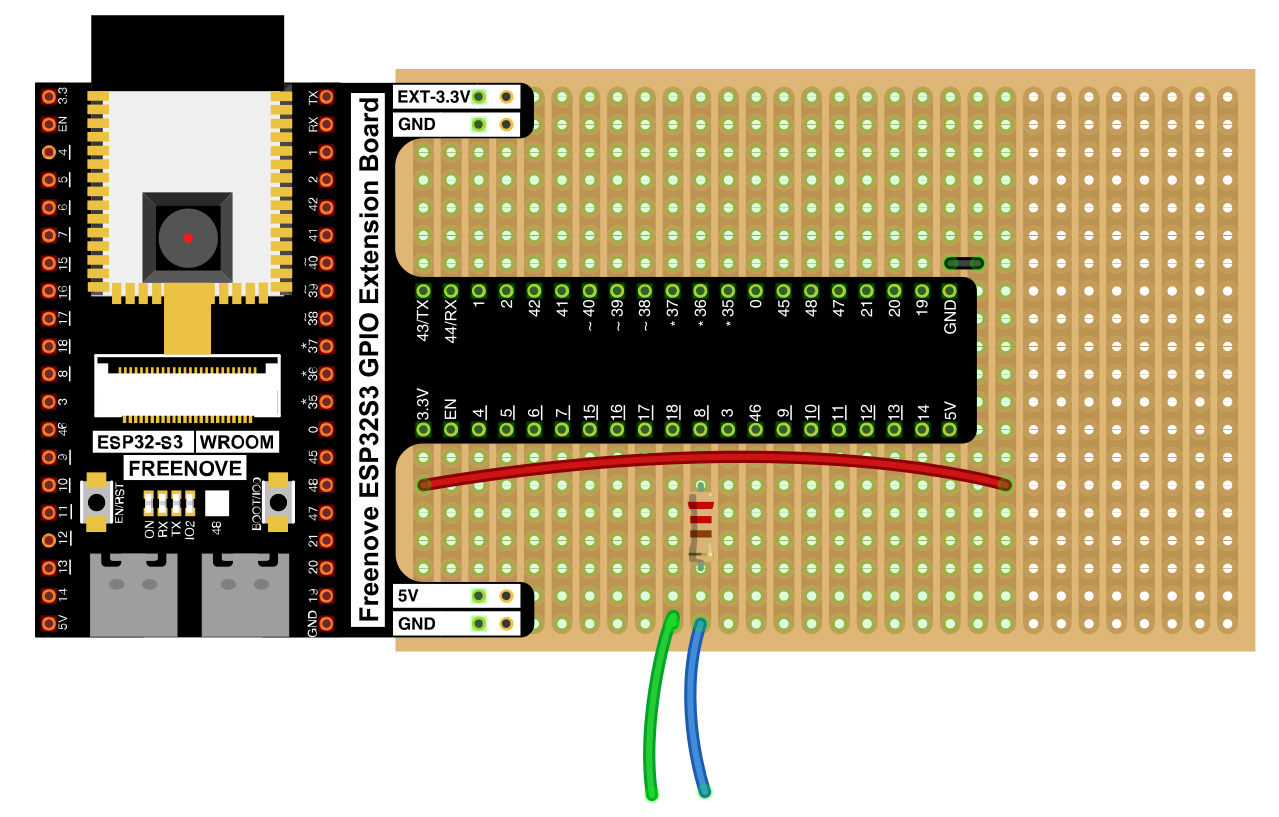 3.3
EN
4
5
6
7
15
16
17
18
8
3
46
9
10
11
12
13
14
5V
TX
RX
1
2
42
41
~ 40
~ 39
~ 38
* 37
* 36
* 35
0
45
48
47
21
20
19
GND
ESP32-S3 WROOM
FREENOVE
EN/RST
ON
RX
TX
IO2
48
BOOT/IO0
Freenove ESP32S3 GPIO Extension Board
EXT-3.3V
GND
43/TX
44/RX
1
2
42
41
~ 40
~ 39
~ 38
* 37
* 36
* 35
0
45
48
47
21
20
19
GND
3.3V
EN
4
5
6
7
15
16
17
18
8
3
46
9
10
11
12
13
14
5V
5V
GND